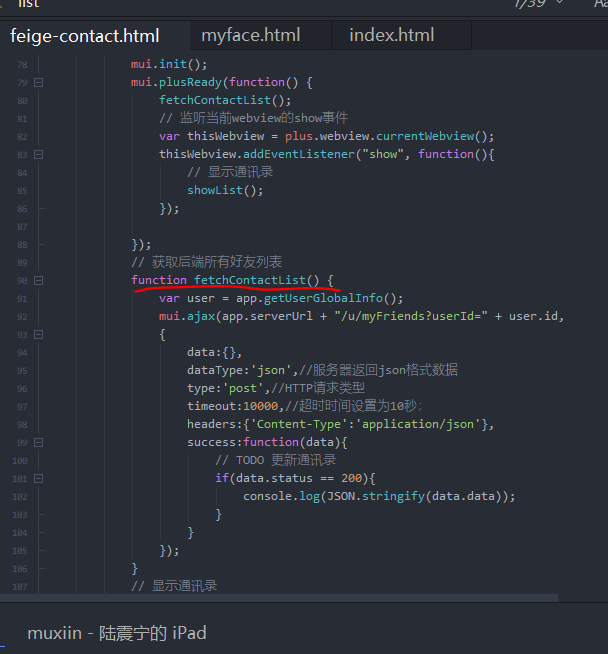 list
1/39
feige-contact.html myface.html index.html
78 mui.init();
79 mui.plusReady(function() {
80 fetchContactList();
81 // 监听当前webview的show事件
82 var thisWebview = plus.webview.currentWebview();
83 thisWebview.addEventListener("show", function(){
84 // 显示通讯录
85 showList();
86 });
87
88 });
89 // 获取后端所有好友列表
90 function fetchContactList() {
91 var user = app.getUserGlobalInfo();
92 mui.ajax(app.serverUrl + "/u/myFriends?userId=" + user.id,
93 {
94 data:{},
95 dataType:'json',//服务器返回json格式数据
96 type:'post',//HTTP请求类型
97 timeout:10000,//超时时间设置为10秒;
98 headers:{'Content-Type':'application/json'},
99 success:function(data){
100 // TODO 更新通讯录
101 if(data.status == 200){
102 console.log(JSON.stringify(data.data));
103 }
104 }
105 });
106 }
107 // 显示通讯录
muxiin - 陆震宁的 iPad